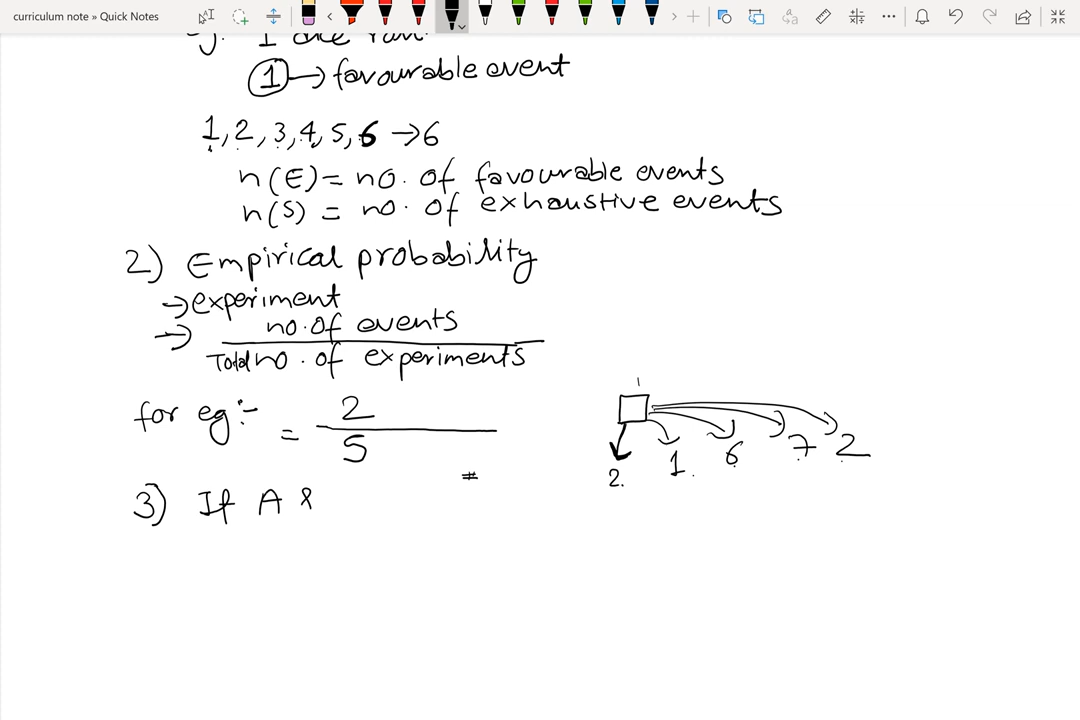 curriculum note » Quick Notes
1 dice
① → favourable event
1, 2, 3, 4, 5, 6 → 6
n(E) = no. of favourable events
n(S) = no. of exhaustive events
2) Empirical probability
→ experiment
→ no. of events
Total no. of experiments
for eg :- = 2
5
2. 1. 6 7 2
3) If A &